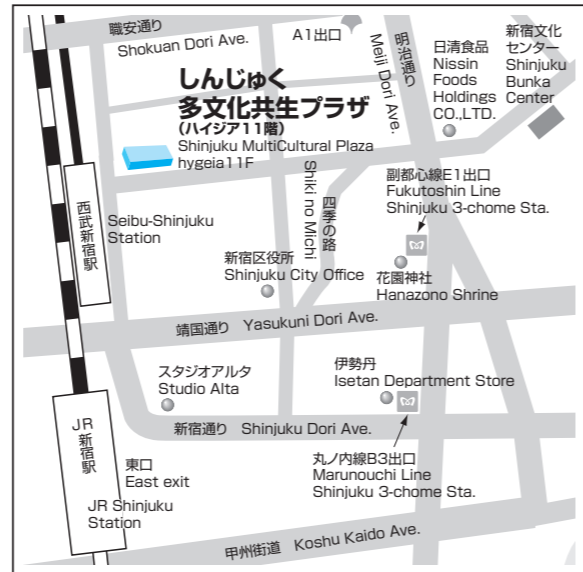 職安通り
Shokuan Dori Ave.
A1出口
明治通り
Meiji Dori Ave.
日清食品
Nissin
Foods
Holdings
CO.,LTD.
新宿文化
センター
Shinjuku
Bunka
Center
しんじゅく
多文化共生プラザ
(ハイジア11階)
Shinjuku MultiCultural Plaza
hygeia11F
四季の路
Shiki no Michi
副都心線E1出口
Fukutoshin Line
Shinjuku 3-chome Sta.
西武新宿駅
Seibu-Shinjuku
Station
新宿区役所
Shinjuku City Office
花園神社
Hanazono Shrine
靖国通り Yasukuni Dori Ave.
スタジオアルタ
Studio Alta
伊勢丹
Isetan Department Store
新宿通り Shinjuku Dori Ave.
JR新宿駅
東口
East exit
JR Shinjuku
Station
丸ノ内線B3出口
Marunouchi Line
Shinjuku 3-chome Sta.
甲州街道 Koshu Kaido Ave.